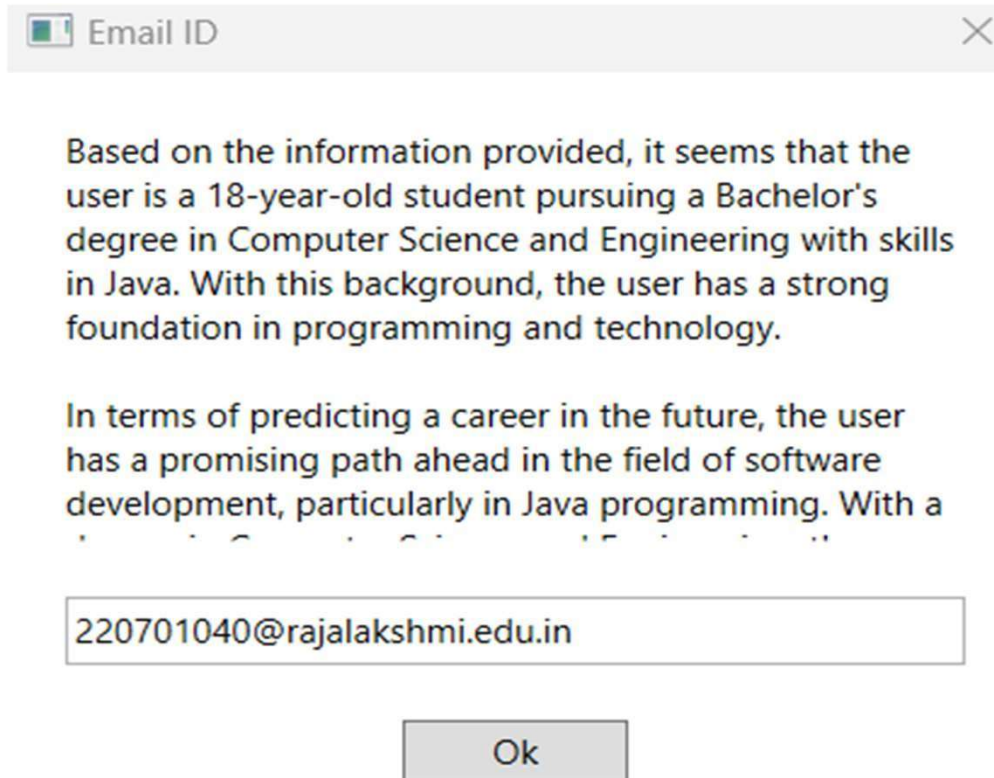 Email ID
Based on the information provided, it seems that the
user is a 18-year-old student pursuing a Bachelor's
degree in Computer Science and Engineering with skills
in Java. With this background, the user has a strong
foundation in programming and technology.
In terms of predicting a career in the future, the user
has a promising path ahead in the field of software
development, particularly in Java programming. With a
220701040@rajalakshmi.edu.in
Ok